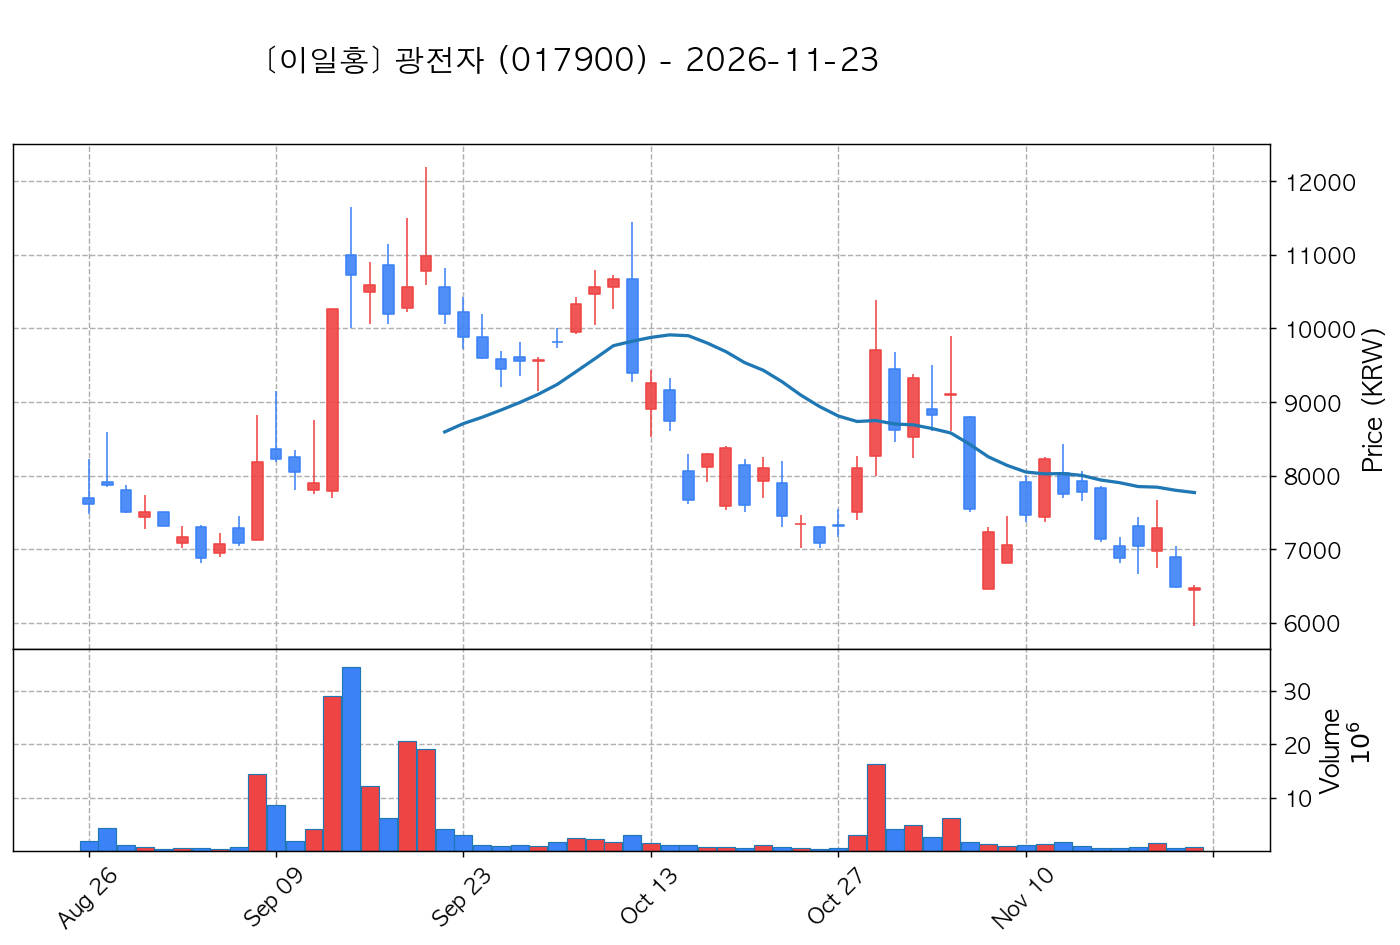 [이일홍] 광전자 (017900) - 2026-11-23
12000
11000
10000
9000
8000
7000
6000
Price (KRW)
30
20
10
Volume
10⁶
Aug 26
Sep 09
Sep 23
Oct 13
Oct 27
Nov 10